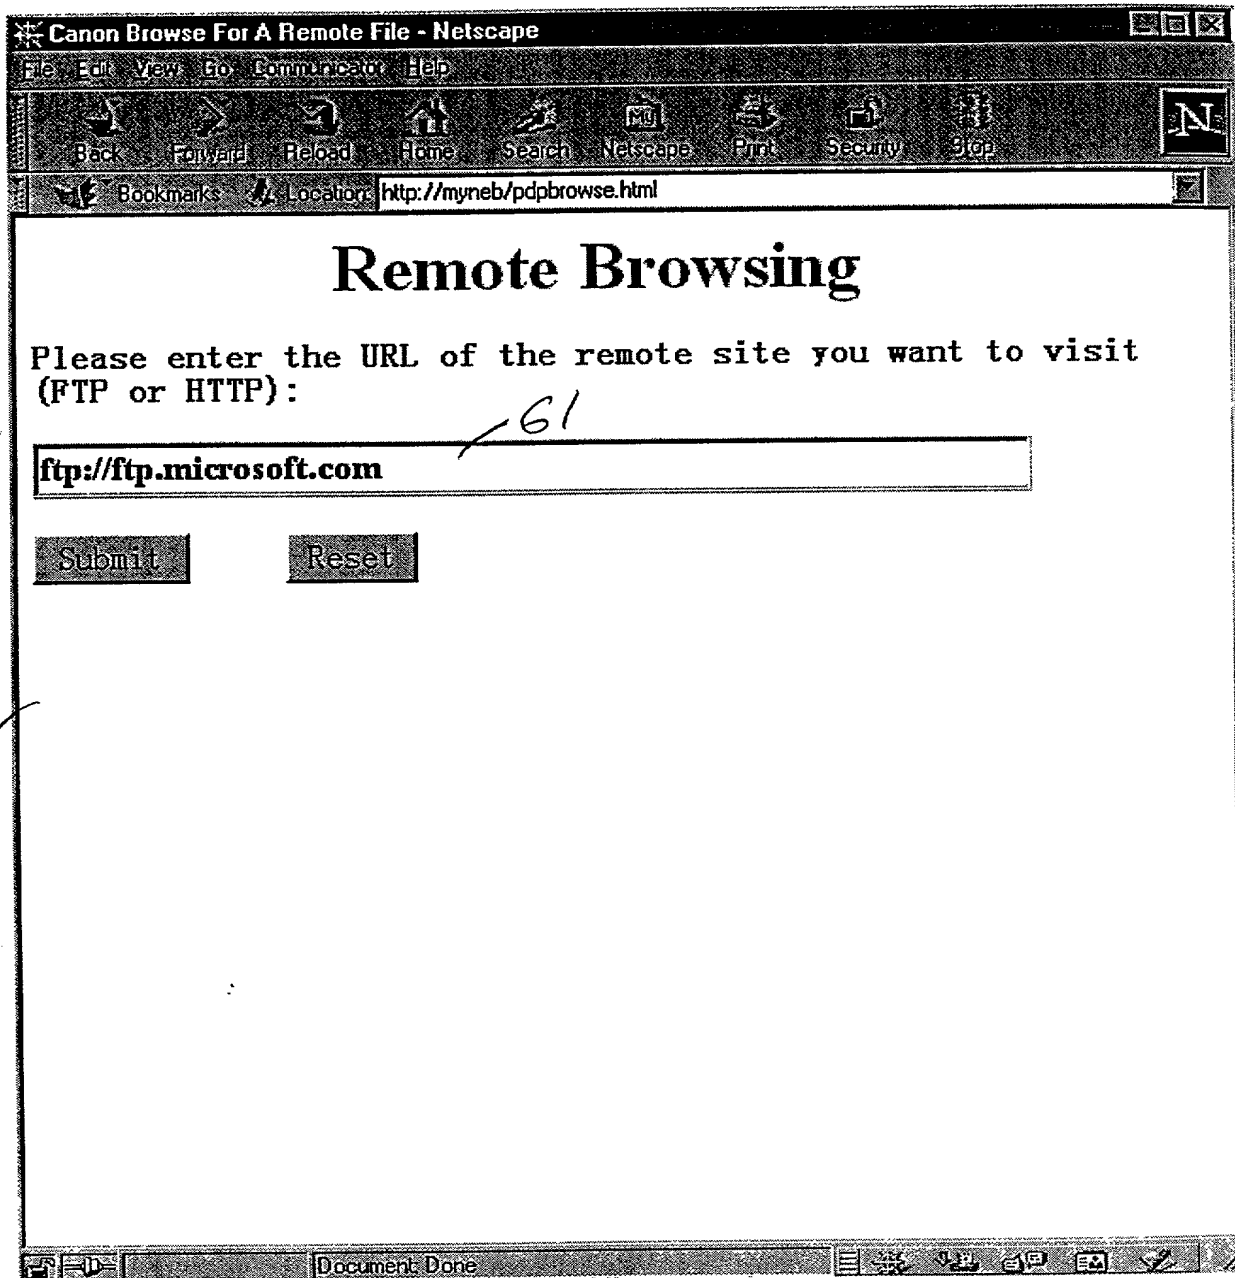 Canon Browse For A Remote File - Netscape
File Edit View Go Communicator Help
Back Forward Reload Home Search Netscape Print Security Stop
My
N
Bookmarks Location: http://myneb/pdpbrowse.html
Remote Browsing
Please enter the URL of the remote site you want to visit
(FTP or HTTP):
61
ftp://ftp.microsoft.com
Submit Reset
Document: Done